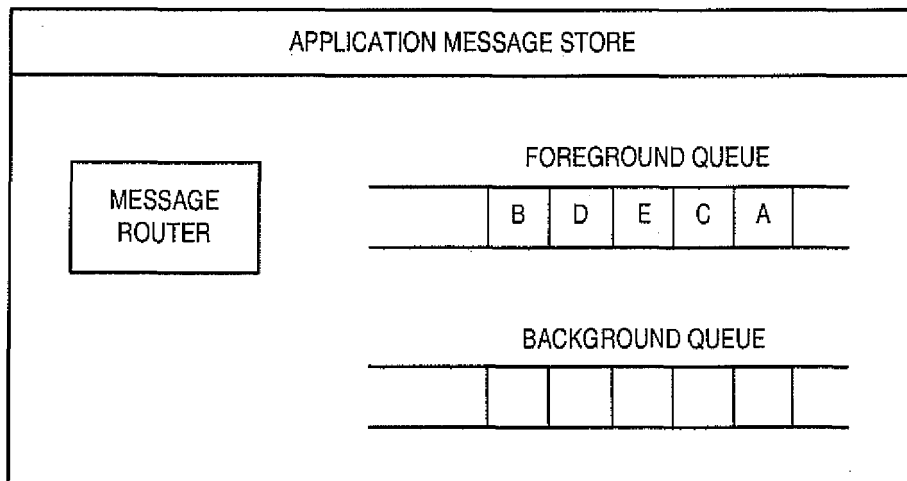 APPLICATION MESSAGE STORE
MESSAGE
ROUTER
FOREGROUND QUEUE
B D E C A
BACKGROUND QUEUE